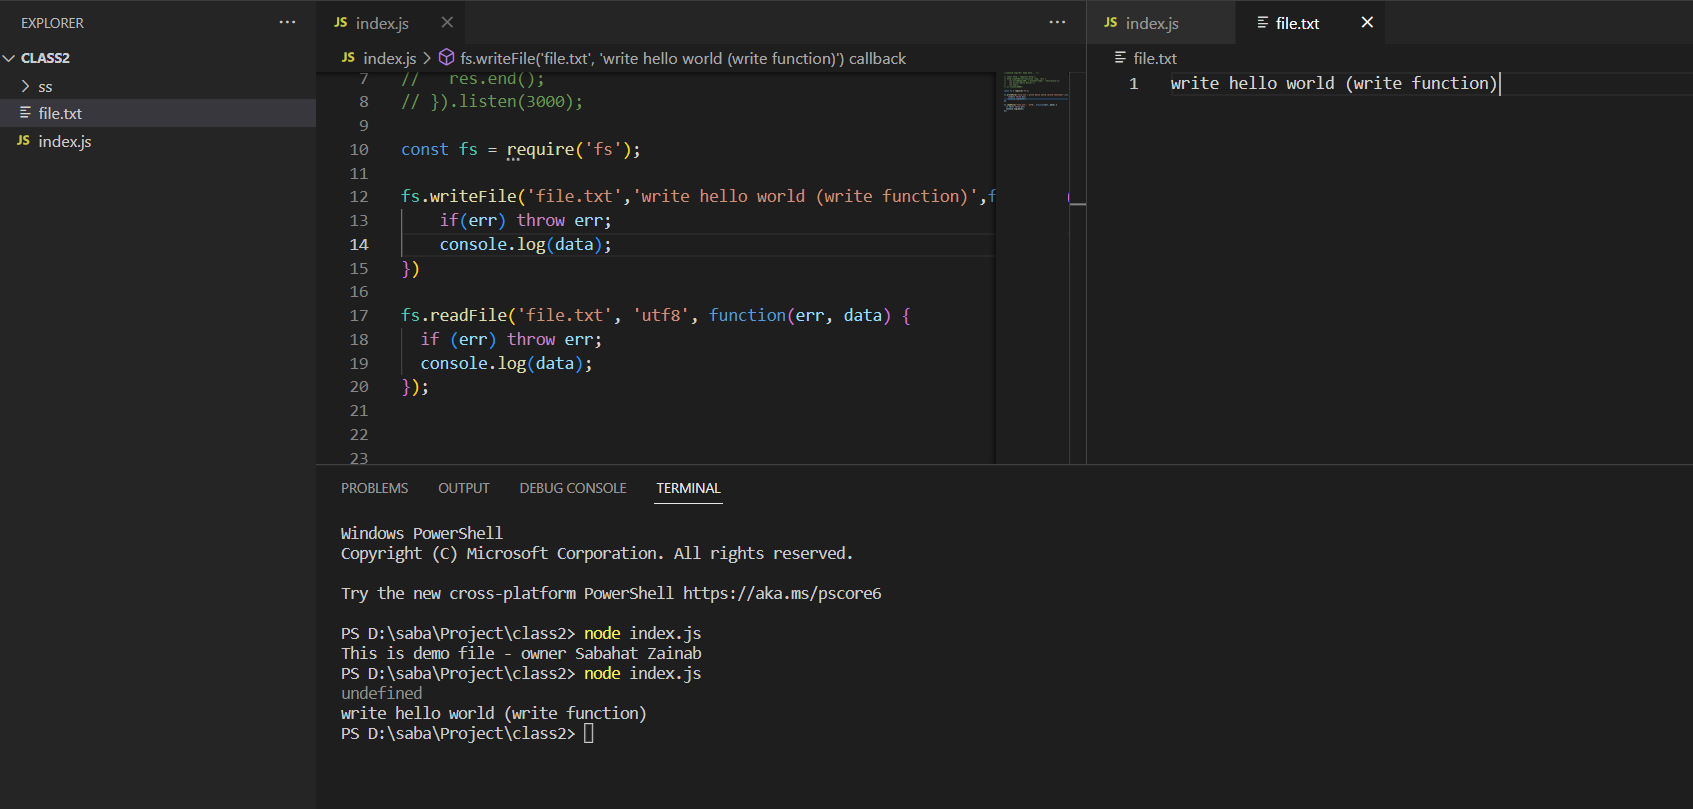 EXPLORER
CLASS2
ss
file.txt
JS index.js
JS index.js
JS index.js > fs.writeFile('file.txt', 'write hello world (write function)') callback
7 // res.end();
8 // }).listen(3000);
9
10 const fs = require('fs');
11
12 fs.writeFile('file.txt','write hello world (write function)',f
13 if(err) throw err;
14 console.log(data);
15 })
16
17 fs.readFile('file.txt', 'utf8', function(err, data) {
18 if (err) throw err;
19 console.log(data);
20 });
21
22
23
JS index.js file.txt
file.txt
1 write hello world (write function)
PROBLEMS OUTPUT DEBUG CONSOLE TERMINAL
Windows PowerShell
Copyright (C) Microsoft Corporation. All rights reserved.
Try the new cross-platform PowerShell https://aka.ms/pscore6
PS D:\saba\Project\class2> node index.js
This is demo file - owner Sabahat Zainab
PS D:\saba\Project\class2> node index.js
undefined
write hello world (write function)
PS D:\saba\Project\class2>